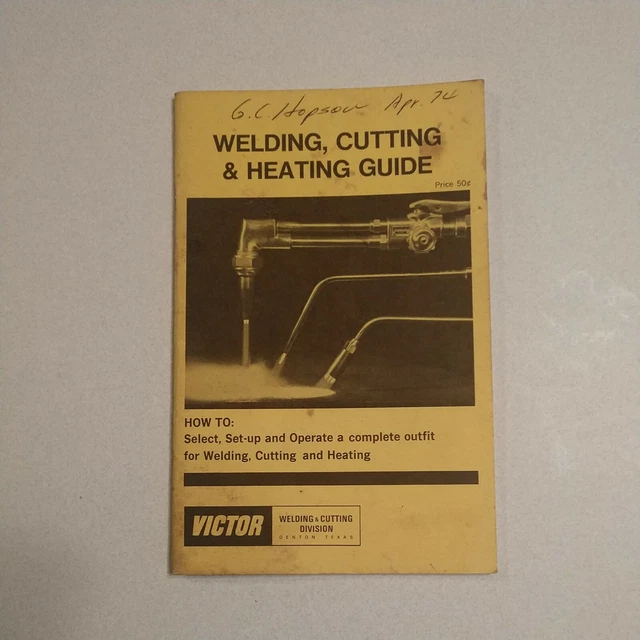 G.C. Hopson Apr. 74
WELDING, CUTTING
& HEATING GUIDE
Price 50¢
HOW TO:
Select, Set-up and Operate a complete outfit
for Welding, Cutting and Heating
VICTOR
WELDING & CUTTING
DIVISION
DENTON, TEXAS